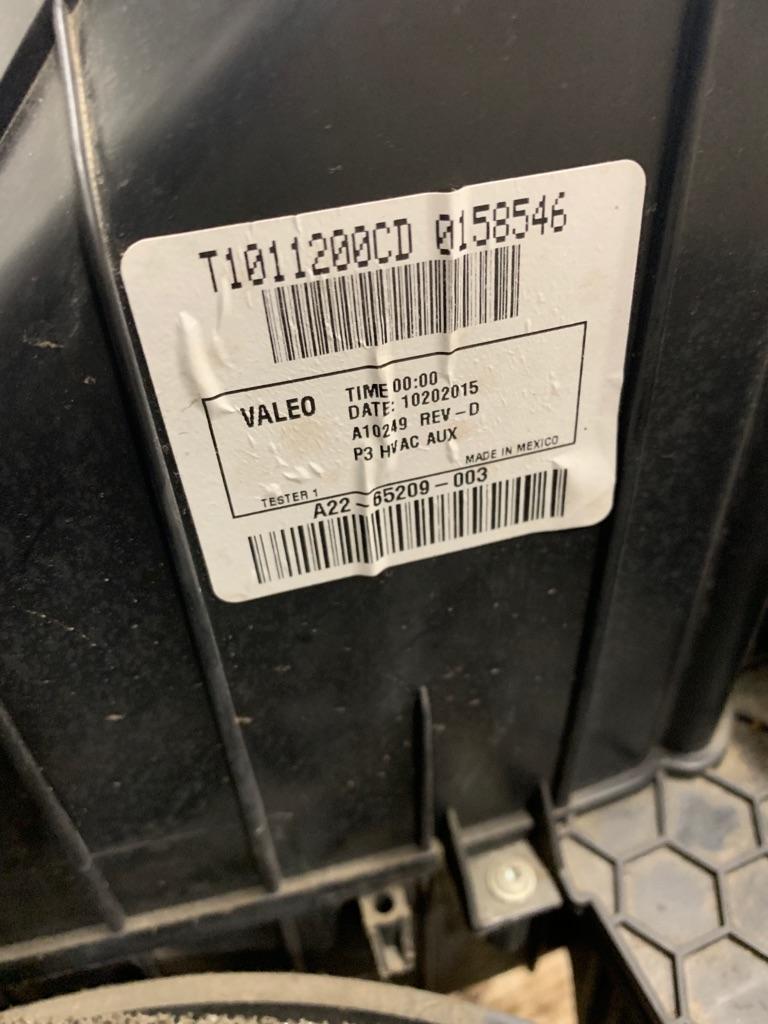 T1011200CD 0158546
VALEO
TIME 00:00
DATE: 10202015
A10249 REV-D
P3 HVAC AUX
MADE IN MEXICO
TESTER 1
A22-65209-003